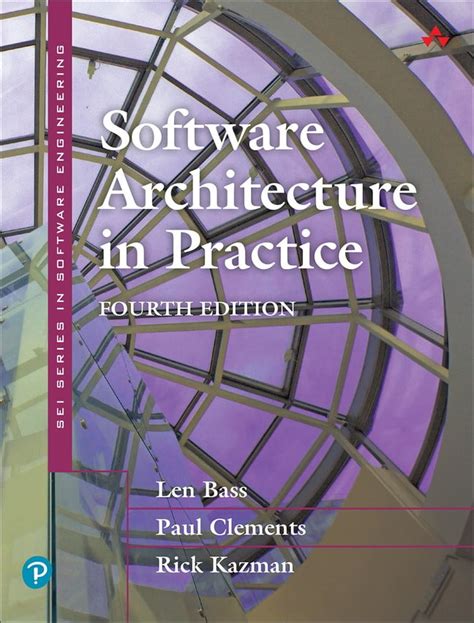 SEI SERIES IN SOFTWARE ENGINEERING
Software
Architecture
in Practice
FOURTH EDITION
Len Bass
Paul Clements
Rick Kazman
P